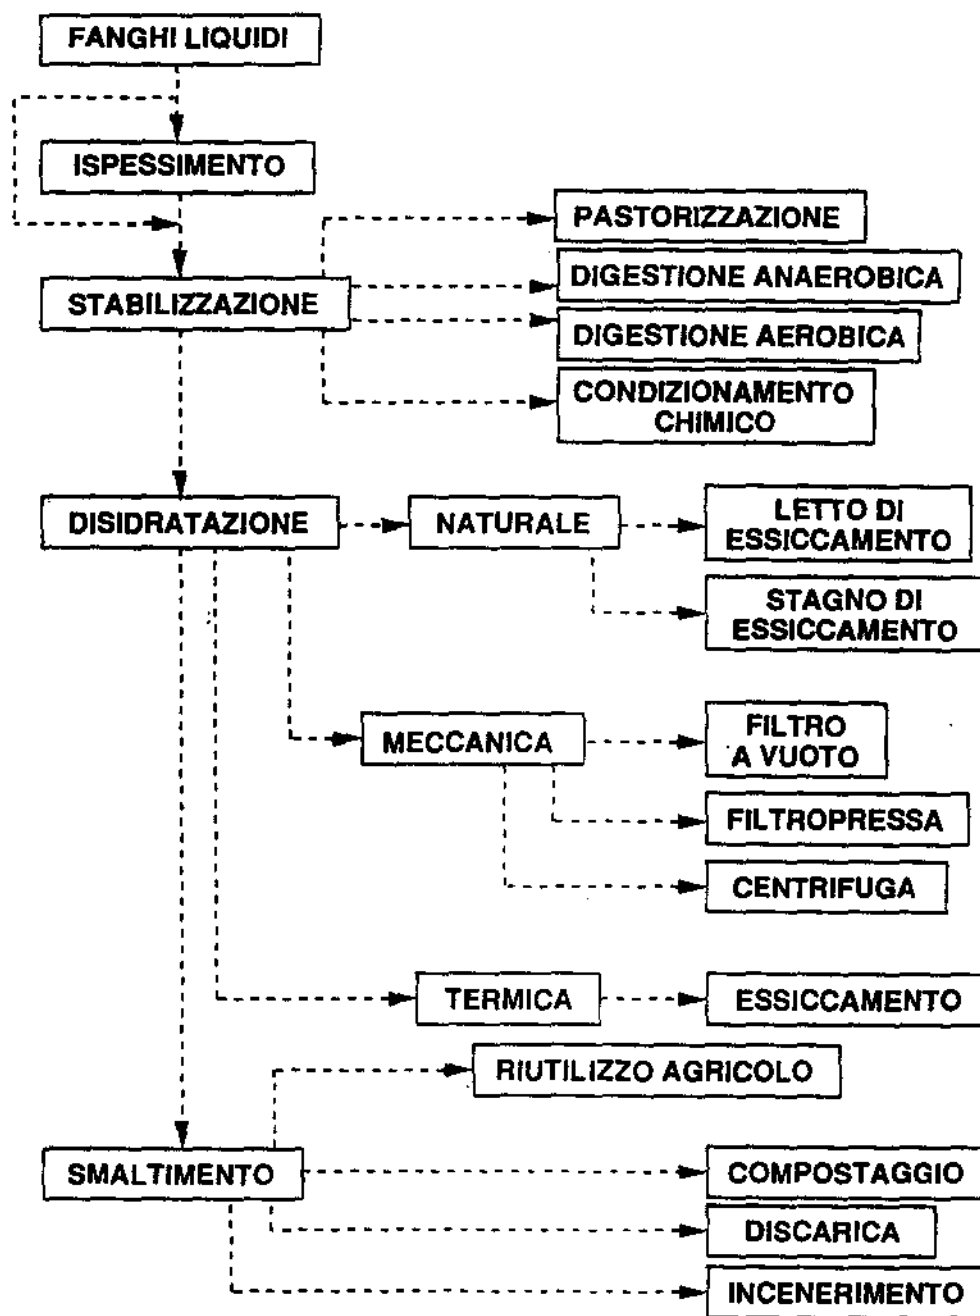 FANGHI LIQUIDI
ISPESSIMENTO
PASTORIZZAZIONE
DIGESTIONE ANAEROBICA
STABILIZZAZIONE
DIGESTIONE AEROBICA
CONDIZIONAMENTO
CHIMICO
DISIDRATAZIONE
NATURALE
LETTO DI
ESSICCAMENTO
STAGNO DI
ESSICCAMENTO
MECCANICA
FILTRO
A VUOTO
FILTROPRESSA
CENTRIFUGA
TERMICA
ESSICCAMENTO
RIUTILIZZO AGRICOLO
SMALTIMENTO
COMPOSTAGGIO
DISCARICA
INCENERIMENTO